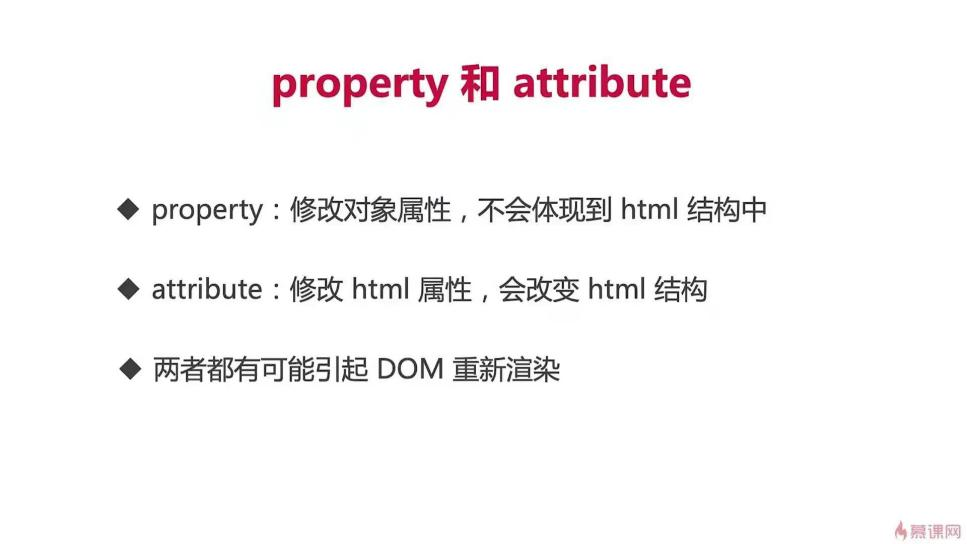 property 和 attribute
◆ property：修改对象属性，不会体现到 html 结构中
◆ attribute：修改 html 属性，会改变 html 结构
◆ 两者都有可能引起 DOM 重新渲染
慕课网